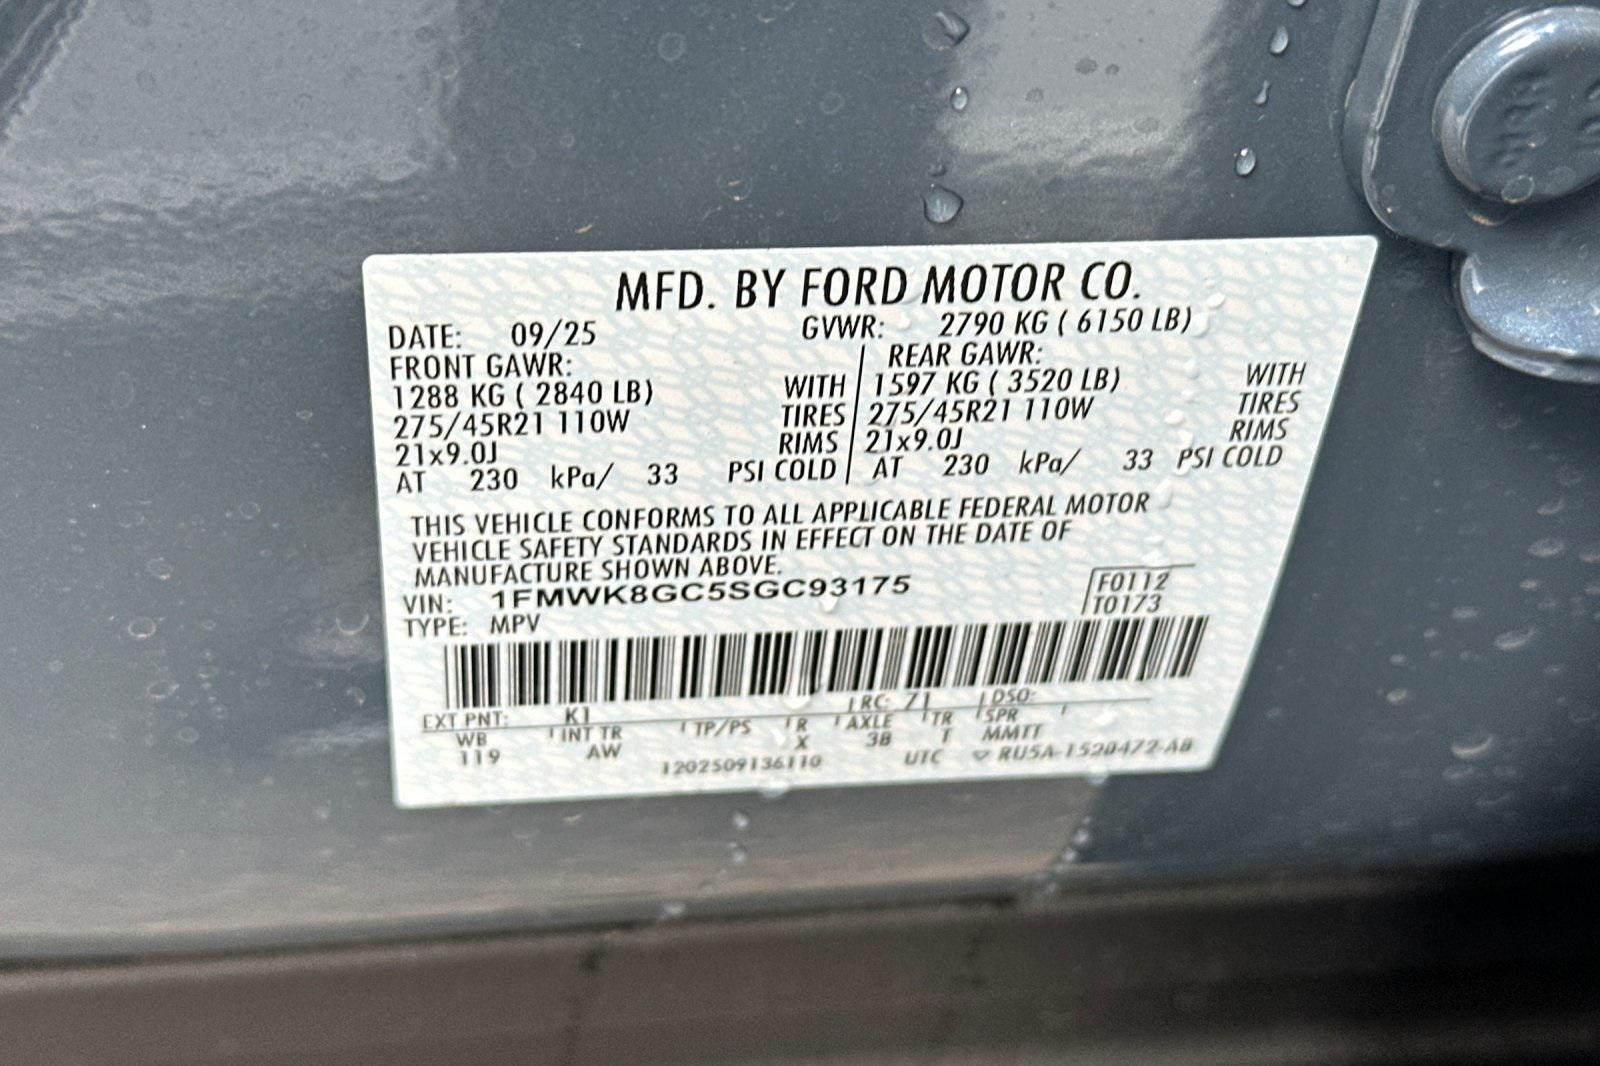 MFD. BY FORD MOTOR CO.
DATE: 09/25 GVWR: 2790 KG ( 6150 LB)
FRONT GAWR: REAR GAWR:
1288 KG ( 2840 LB) WITH 1597 KG ( 3520 LB) WITH
275/45R21 110W TIRES 275/45R21 110W TIRES
21x9.0J RIMS 21x9.0J RIMS
AT 230 kPa/ 33 PSI COLD AT 230 kPa/ 33 PSI COLD
THIS VEHICLE CONFORMS TO ALL APPLICABLE FEDERAL MOTOR
VEHICLE SAFETY STANDARDS IN EFFECT ON THE DATE OF
MANUFACTURE SHOWN ABOVE.
VIN: 1FMWK8GC5SGC93175 F0112
TYPE: MPV T0173
EXT PNT: K1 RC: 71 DSO:
WB INT TR TP/PS R AXLE TR SPR
119 AW X 38 T MMTT
1202509136110 UTC RU5A-1520472-AB